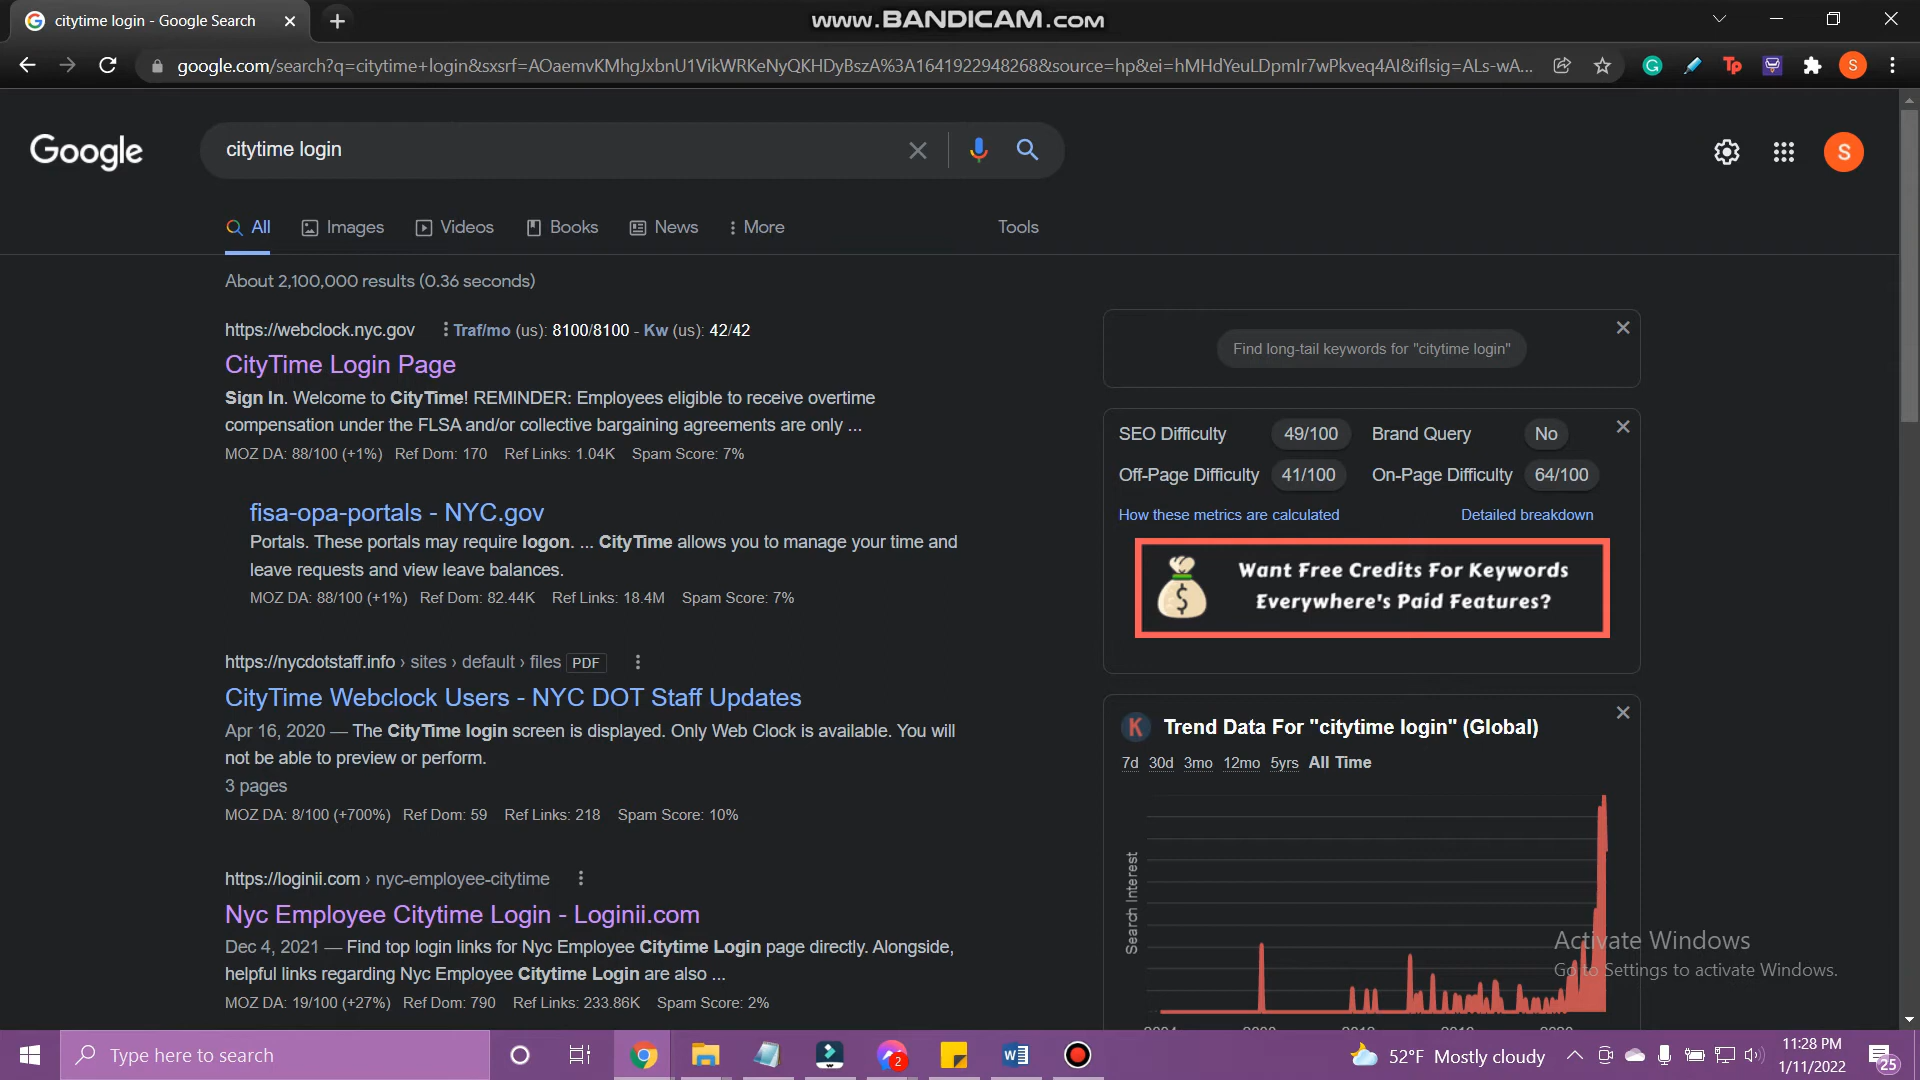 citytime login - Google Search
www.BANDICAM.com
google.com/search?q=citytime+login&sxsrf=AOaemvKMhgJxbnU1VikWRKeNyQKHDyBszA%3A1641922948268&source=hp&ei=hMHdYeuLDpmIr7wPkveq4AI&iflsig=ALs-wA...
S
Google
citytime login
S
All
Images
Videos
Books
News
More
Tools
About 2,100,000 results (0.36 seconds)
https://webclock.nyc.gov
Traf/mo (us): 8100/8100 - Kw (us): 42/42
CityTime Login Page
Sign In. Welcome to CityTime! REMINDER: Employees eligible to receive overtime
compensation under the FLSA and/or collective bargaining agreements are only ...
MOZ DA: 88/100 (+1%) Ref Dom: 170 Ref Links: 1.04K Spam Score: 7%
fisa-opa-portals - NYC.gov
Portals. These portals may require logon. ... CityTime allows you to manage your time and
leave requests and view leave balances.
MOZ DA: 88/100 (+1%) Ref Dom: 82.44K Ref Links: 18.4M Spam Score: 7%
https://nycdotstaff.info › sites › default › files PDF
CityTime Webclock Users - NYC DOT Staff Updates
Apr 16, 2020 — The CityTime login screen is displayed. Only Web Clock is available. You will
not be able to preview or perform.
3 pages
MOZ DA: 8/100 (+700%) Ref Dom: 59 Ref Links: 218 Spam Score: 10%
https://loginii.com › nyc-employee-citytime
Nyc Employee Citytime Login - Loginii.com
Dec 4, 2021 — Find top login links for Nyc Employee Citytime Login page directly. Alongside,
helpful links regarding Nyc Employee Citytime Login are also ...
MOZ DA: 19/100 (+27%) Ref Dom: 790 Ref Links: 233.86K Spam Score: 2%
Find long-tail keywords for "citytime login"
SEO Difficulty 49/100 Brand Query No
Off-Page Difficulty 41/100 On-Page Difficulty 64/100
How these metrics are calculated
Detailed breakdown
Want Free Credits For Keywords
Everywhere's Paid Features?
K
Trend Data For "citytime login" (Global)
7d 30d 3mo 12mo 5yrs All Time
Search Interest
Activate Windows
Go to Settings to activate Windows.
Type here to search
2
52°F Mostly cloudy
11:28 PM
1/11/2022
25